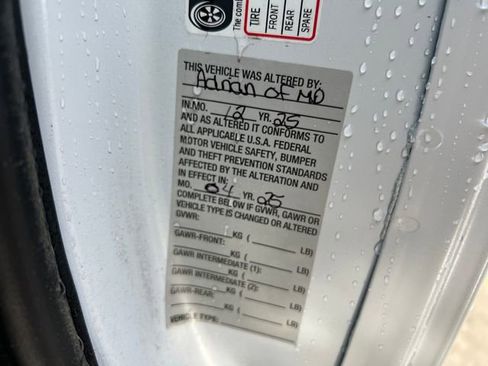 The com
TIRE
FRONT
REAR
SPARE
THIS VEHICLE WAS ALTERED BY:
Adrian of MD
IN MO. 12 YR. 25
AND AS ALTERED IT CONFORMS TO
ALL APPLICABLE U.S.A. FEDERAL
MOTOR VEHICLE SAFETY, BUMPER
AND THEFT PREVENTION STANDARDS
AFFECTED BY THE ALTERATION AND
IN EFFECT IN:
MO. 04 YR. 25
COMPLETE BELOW IF GVWR, GAWR OR
VEHICLE TYPE IS CHANGED OR ALTERED
GVWR: KG ( LB)
GAWR-FRONT: KG ( LB)
GAWR INTERMEDIATE (1): KG ( LB)
GAWR INTERMEDIATE (2): KG ( LB)
GAWR-REAR: KG ( LB)
VEHICLE TYPE: